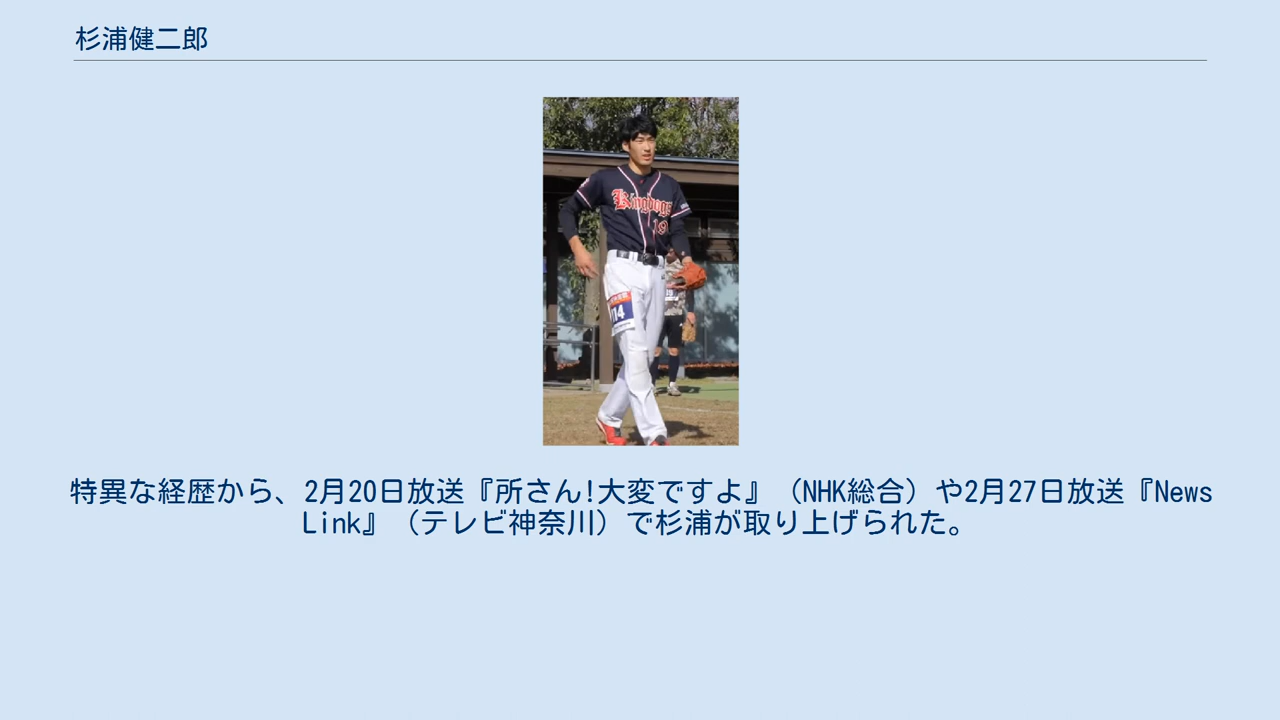 杉浦健二郎
Kingdogs
19
114
特異な経歴から、2月20日放送『所さん!大変ですよ』（NHK総合）や2月27日放送『News
Link』（テレビ神奈川）で杉浦が取り上げられた。